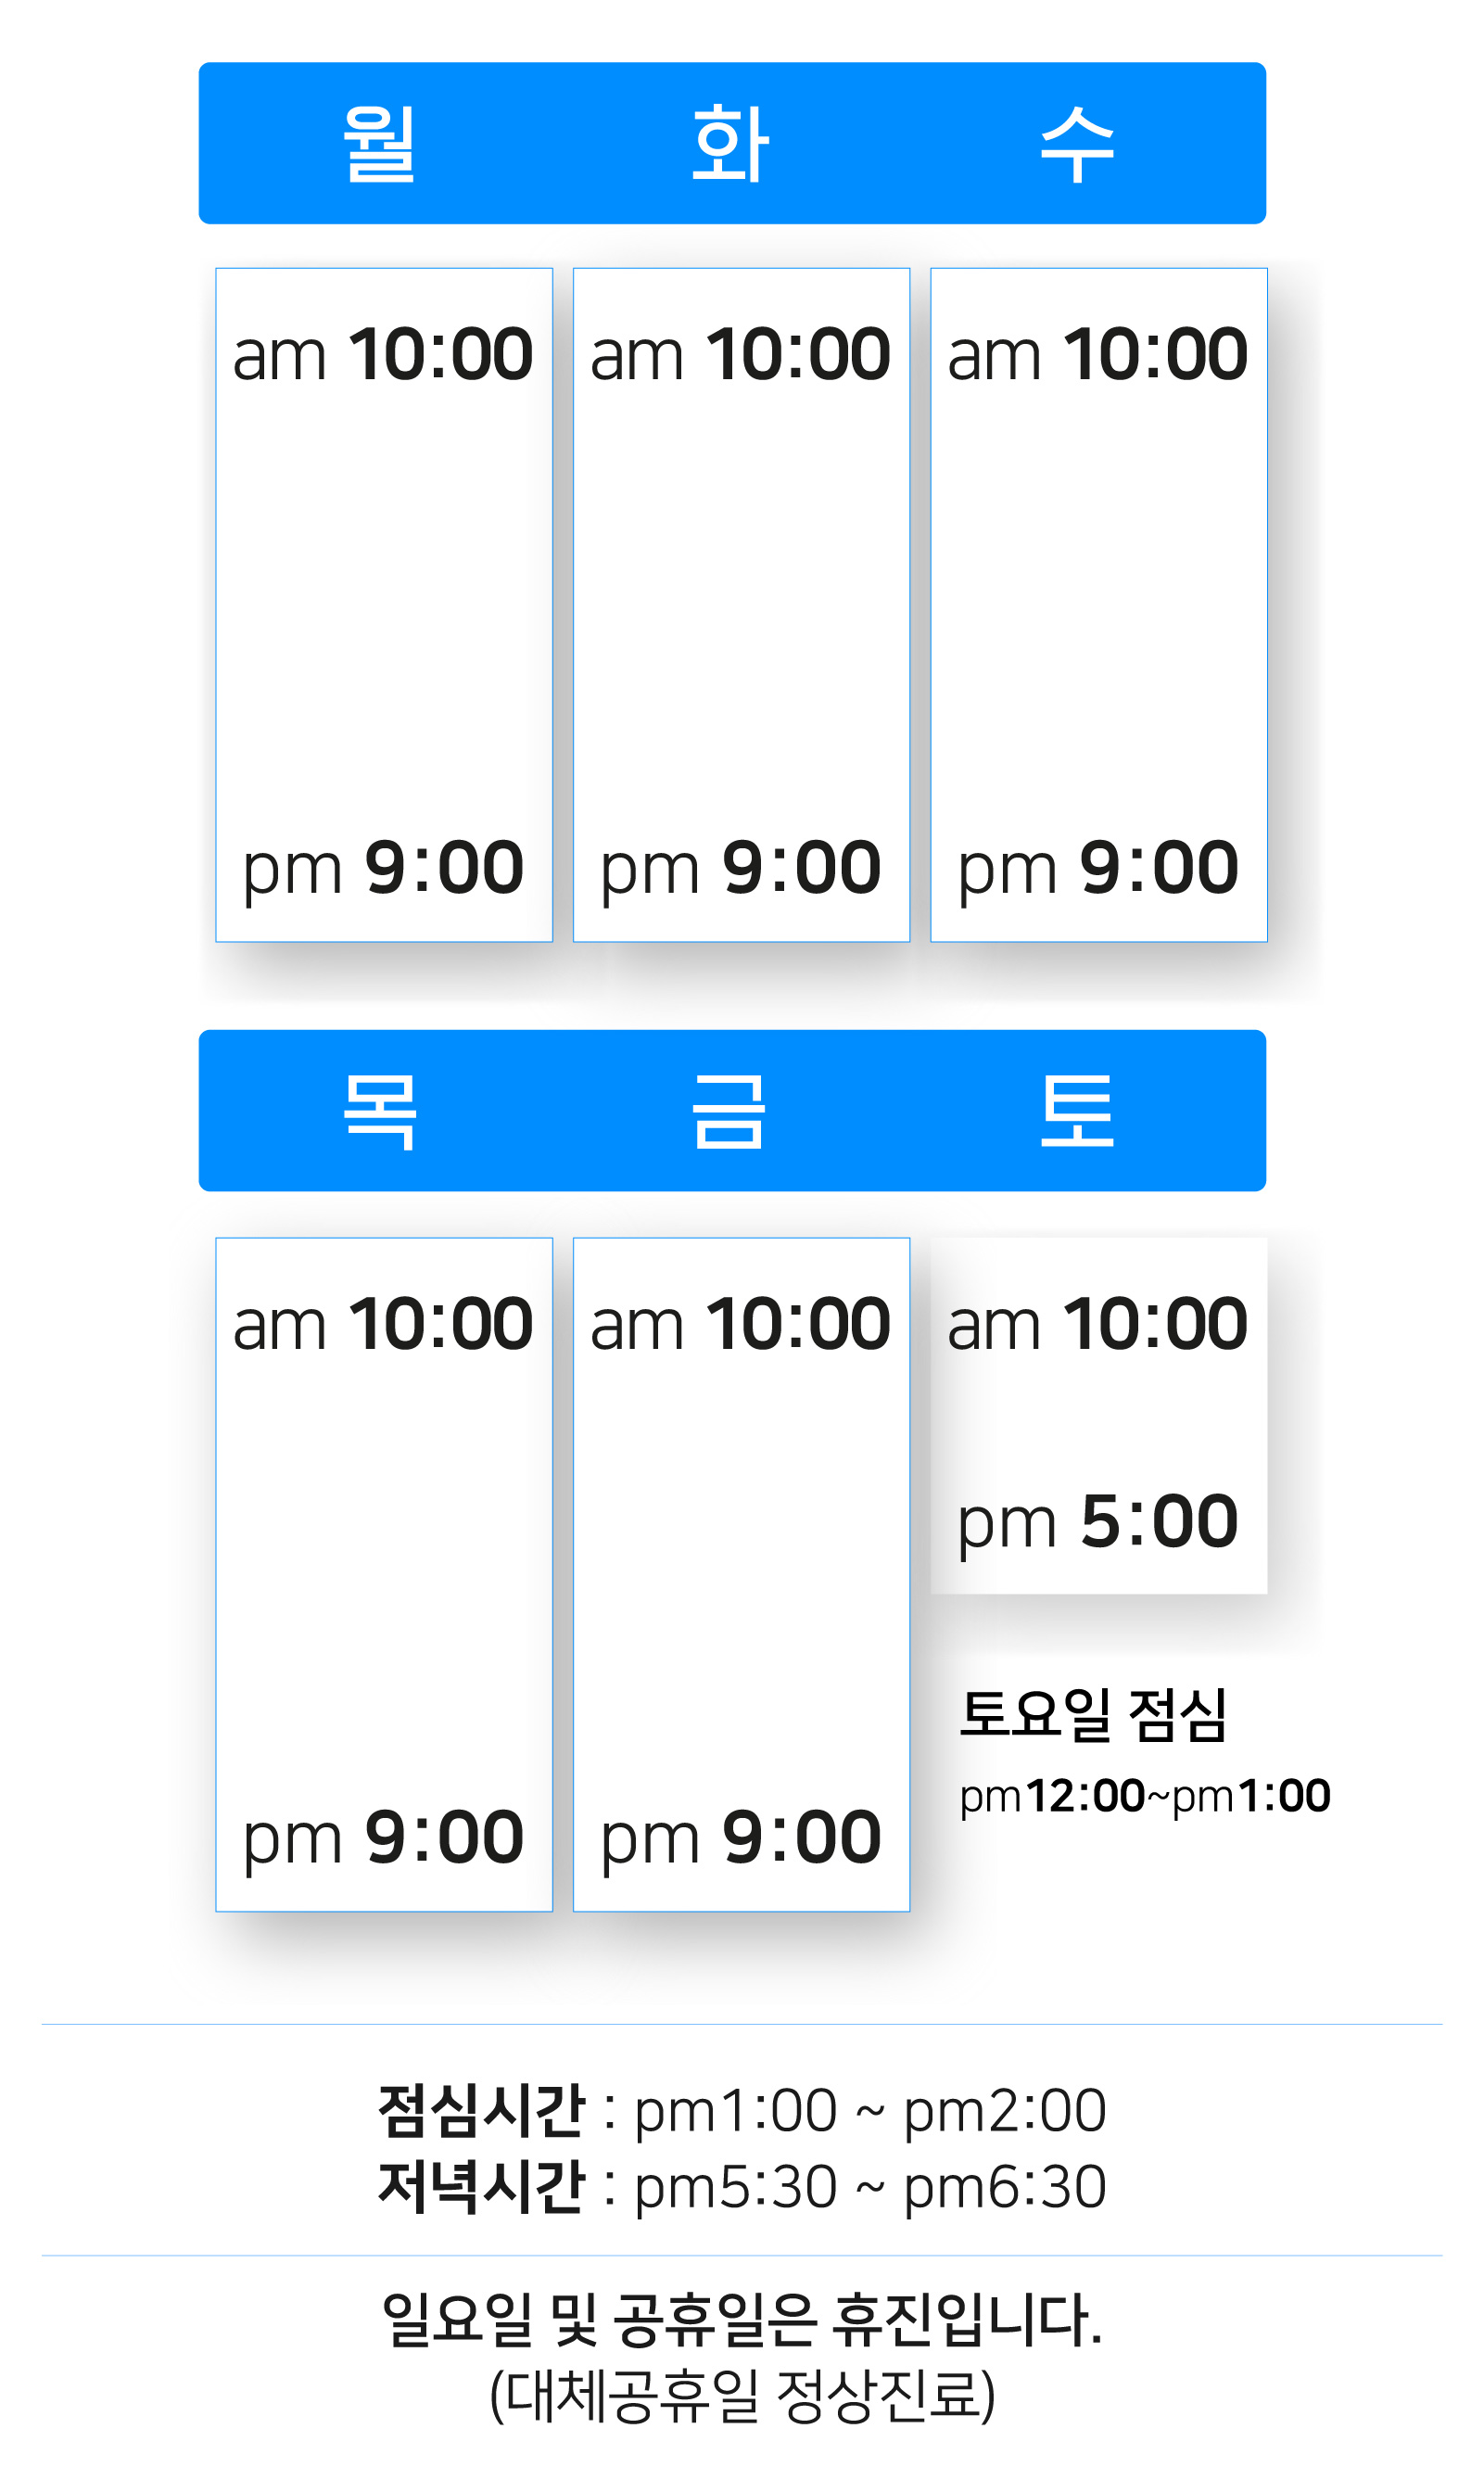 월 화 수
am 10:00 am 10:00 am 10:00
pm 9:00 pm 9:00 pm 9:00
목 금 토
am 10:00 am 10:00 am 10:00
pm 5:00
토요일 점심
pm12:00~pm1:00
pm 9:00 pm 9:00
점심시간 : pm1:00 ~ pm2:00
저녁시간 : pm5:30 ~ pm6:30
일요일 및 공휴일은 휴진입니다.
(대체공휴일 정상진료)